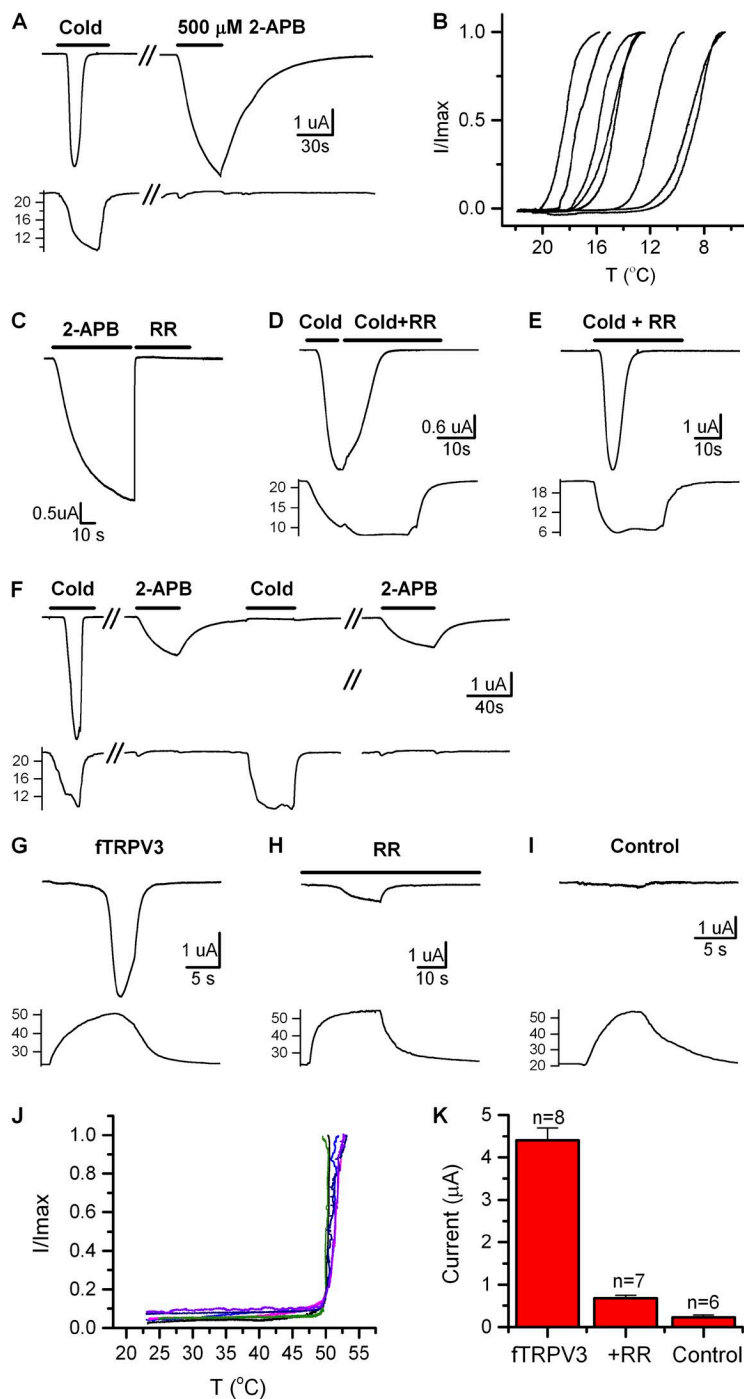 A
Cold
500 μM 2-APB
1 uA
30s
20
16
12
B
I/Imax
1.0
0.5
0.0
20
16
12
8
T (°C)
C
2-APB
RR
0.5uA
10 s
D
Cold
Cold+RR
0.6 uA
10s
20
15
10
E
Cold + RR
1 uA
10s
18
12
6
F
Cold
2-APB
Cold
2-APB
1 uA
40s
20
16
12
G
fTRPV3
1 uA
5 s
50
40
30
H
RR
1 uA
10 s
50
40
30
I
Control
1 uA
5 s
50
40
30
20
J
I/Imax
1.0
0.8
0.6
0.4
0.2
0.0
20 25 30 35 40 45 50 55
T (°C)
K
Current (μA)
5
4
3
2
1
0
n=8
n=7
n=6
fTRPV3
+RR
Control